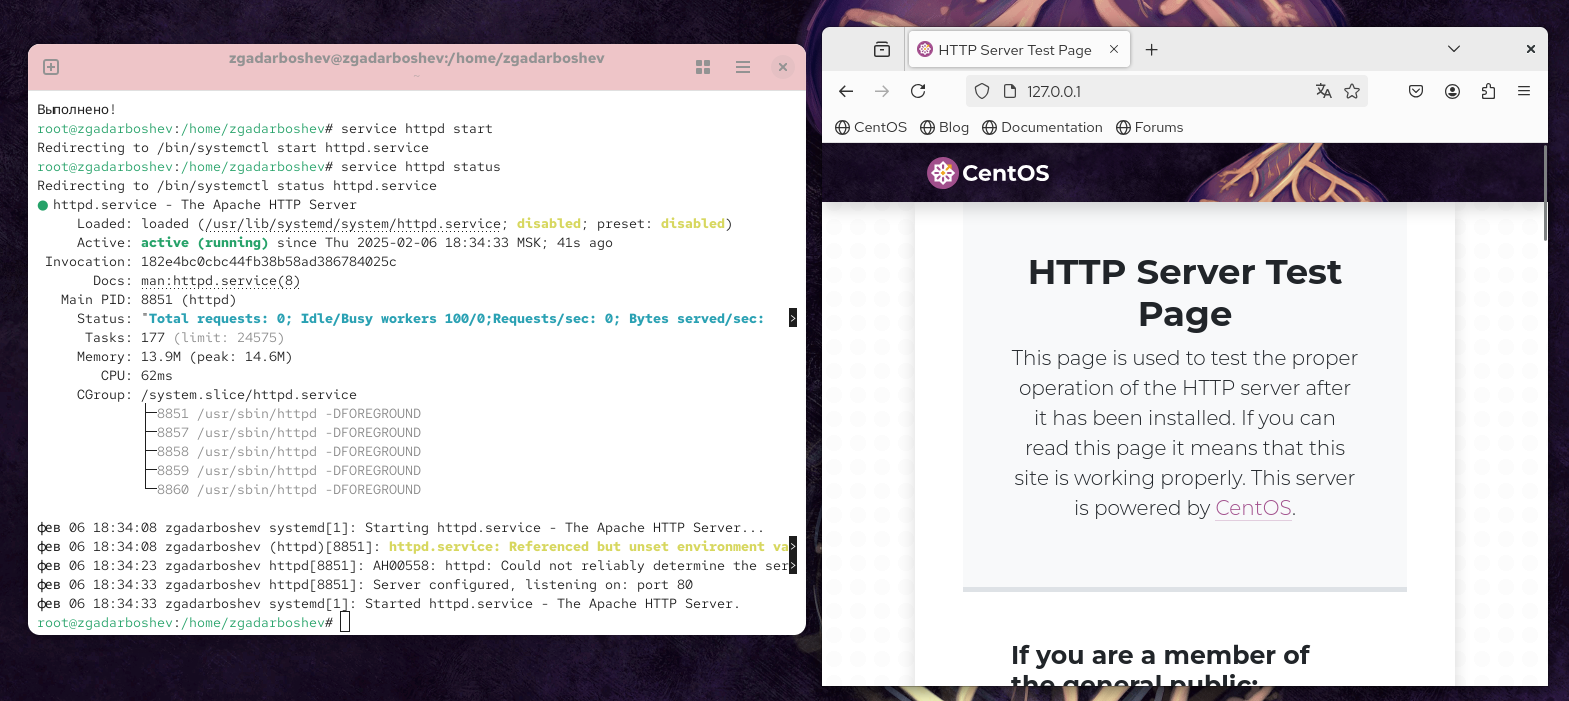 zgadarboshev@zgadarboshev:/home/zgadarboshev
Выполнено!
root@zgadarboshev:/home/zgadarboshev# service httpd start
Redirecting to /bin/systemctl start httpd.service
root@zgadarboshev:/home/zgadarboshev# service httpd status
Redirecting to /bin/systemctl status httpd.service
● httpd.service - The Apache HTTP Server
Loaded: loaded (/usr/lib/systemd/system/httpd.service; disabled; preset: disabled)
Active: active (running) since Thu 2025-02-06 18:34:33 MSK; 41s ago
Invocation: 182e4bc0cbc44fb38b58ad386784025c
Docs: man:httpd.service(8)
Main PID: 8851 (httpd)
Status: "Total requests: 0; Idle/Busy workers 100/0;Requests/sec: 0; Bytes served/sec: >
Tasks: 177 (limit: 24575)
Memory: 13.9M (peak: 14.6M)
CPU: 62ms
CGroup: /system.slice/httpd.service
├─8851 /usr/sbin/httpd -DFOREGROUND
├─8857 /usr/sbin/httpd -DFOREGROUND
├─8858 /usr/sbin/httpd -DFOREGROUND
├─8859 /usr/sbin/httpd -DFOREGROUND
└─8860 /usr/sbin/httpd -DFOREGROUND
фев 06 18:34:08 zgadarboshev systemd[1]: Starting httpd.service - The Apache HTTP Server...
фев 06 18:34:08 zgadarboshev (httpd)[8851]: httpd.service: Referenced but unset environment va>
фев 06 18:34:23 zgadarboshev httpd[8851]: AH00558: httpd: Could not reliably determine the ser>
фев 06 18:34:33 zgadarboshev httpd[8851]: Server configured, listening on: port 80
фев 06 18:34:33 zgadarboshev systemd[1]: Started httpd.service - The Apache HTTP Server.
root@zgadarboshev:/home/zgadarboshev#
HTTP Server Test Page
127.0.0.1
CentOS Blog Documentation Forums
CentOS
HTTP Server Test
Page
This page is used to test the proper
operation of the HTTP server after
it has been installed. If you can
read this page it means that this
site is working properly. This server
is powered by CentOS.
If you are a member of
the general public: